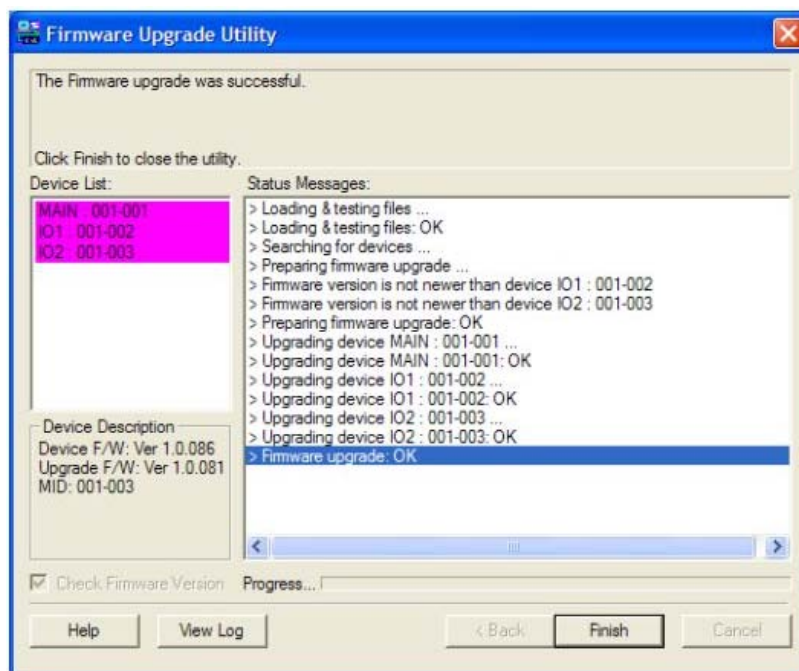 Firmware Upgrade Utility
The Firmware upgrade was successful.
Click Finish to close the utility.
Device List:
MAIN : 001-001
IO1 : 001-002
IO2 : 001-003
Device Description
Device F/W: Ver 1.0.086
Upgrade F/W: Ver 1.0.081
MID: 001-003
Status Messages:
> Loading & testing files ...
> Loading & testing files: OK
> Searching for devices ...
> Preparing firmware upgrade ...
> Firmware version is not newer than device IO1 : 001-002
> Firmware version is not newer than device IO2 : 001-003
> Preparing firmware upgrade: OK
> Upgrading device MAIN : 001-001 ...
> Upgrading device MAIN : 001-001: OK
> Upgrading device IO1 : 001-002 ...
> Upgrading device IO1 : 001-002: OK
> Upgrading device IO2 : 001-003 ...
> Upgrading device IO2 : 001-003: OK
> Firmware upgrade: OK
Check Firmware Version
Progress...
Help
View Log
< Back
Finish
Cancel